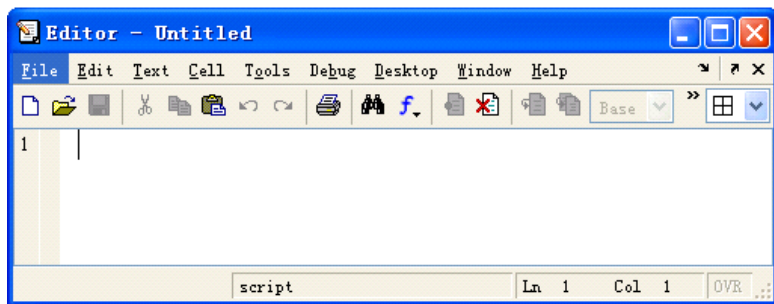 Editor - Untitled
File Edit Text Cell Tools Debug Desktop Window Help
Base
1
script Ln 1 Col 1 OVR